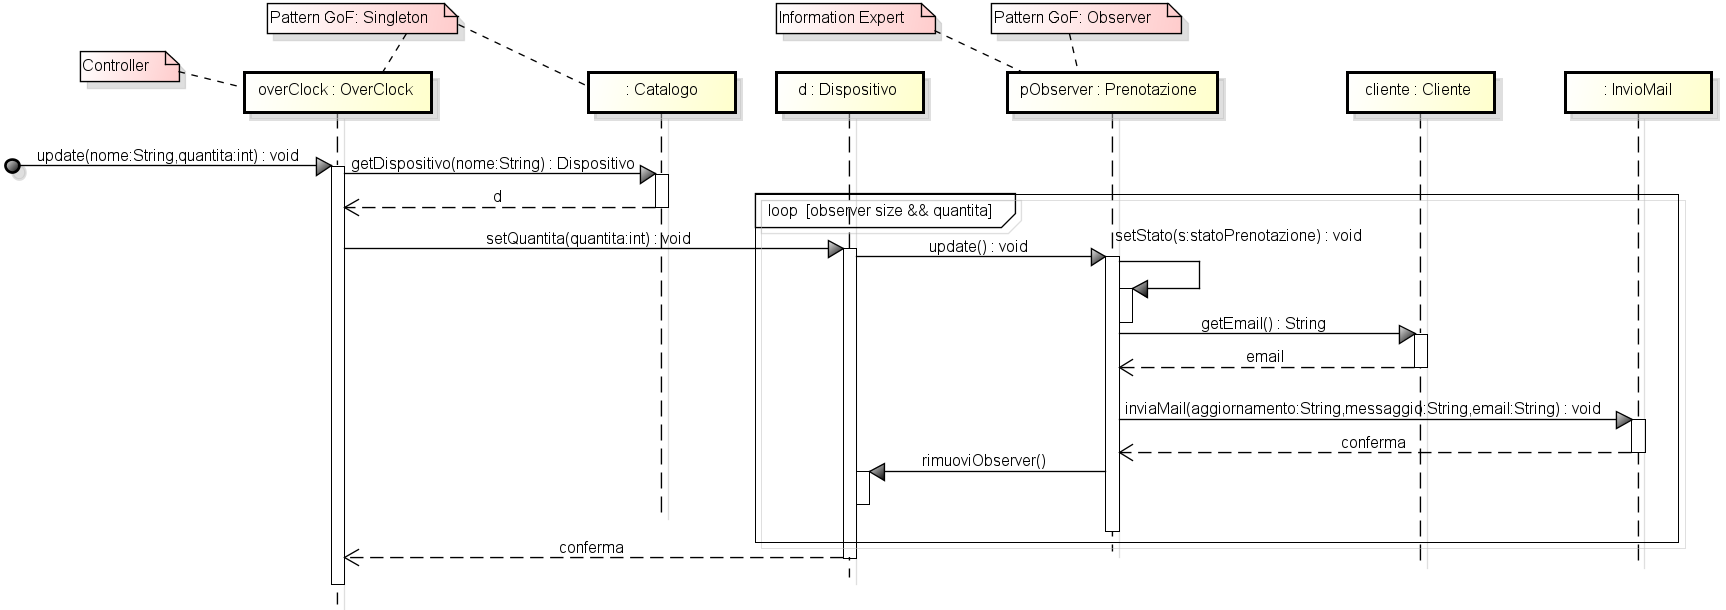 Pattern GoF: Singleton
Information Expert
Pattern GoF: Observer
Controller
overClock : OverClock
: Catalogo
d : Dispositivo
pObserver : Prenotazione
cliente : Cliente
: InvioMail
update(nome:String,quantita:int) : void
getDispositivo(nome:String) : Dispositivo
d
loop [observer size && quantita]
setQuantita(quantita:int) : void
update() : void
setStato(s:statoPrenotazione) : void
getEmail() : String
email
inviaMail(aggiornamento:String,messaggio:String,email:String) : void
conferma
rimuoviObserver()
conferma